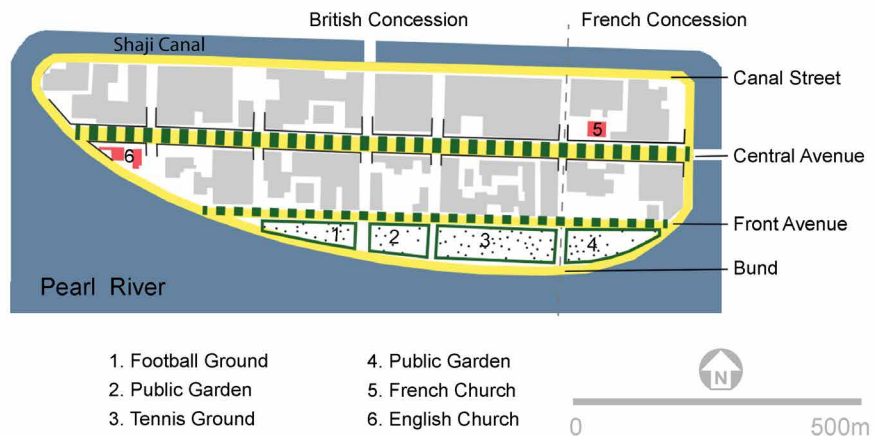 British Concession
French Concession
Shaji Canal
Canal Street
5
6
Central Avenue
Front Avenue
1
2
3
4
Bund
Pearl River
1. Football Ground
2. Public Garden
3. Tennis Ground
4. Public Garden
5. French Church
6. English Church
N
0
500m